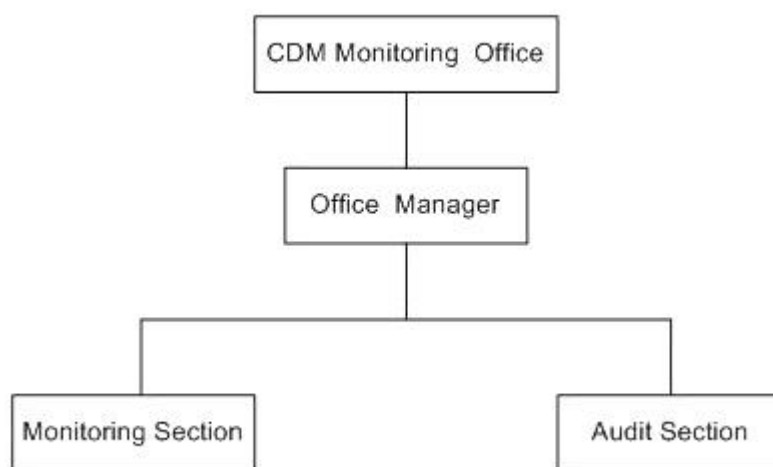 CDM Monitoring Office
Office Manager
Monitoring Section
Audit Section